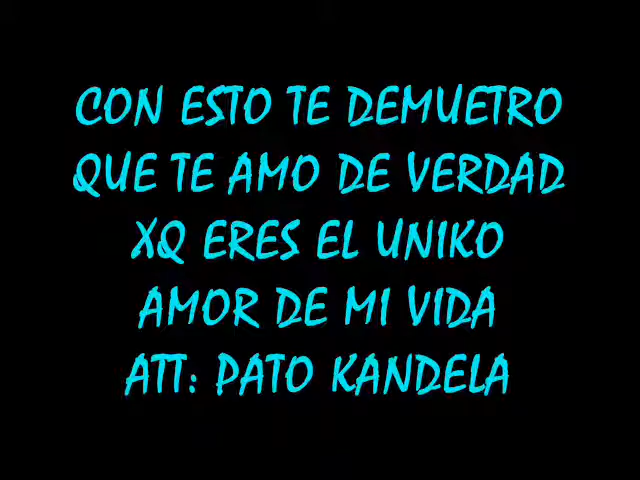 CON ESTO TE DEMUETRO
QUE TE AMO DE VERDAD
XQ ERES EL UNIKO
AMOR DE MI VIDA
ATT: PATO KANDELA